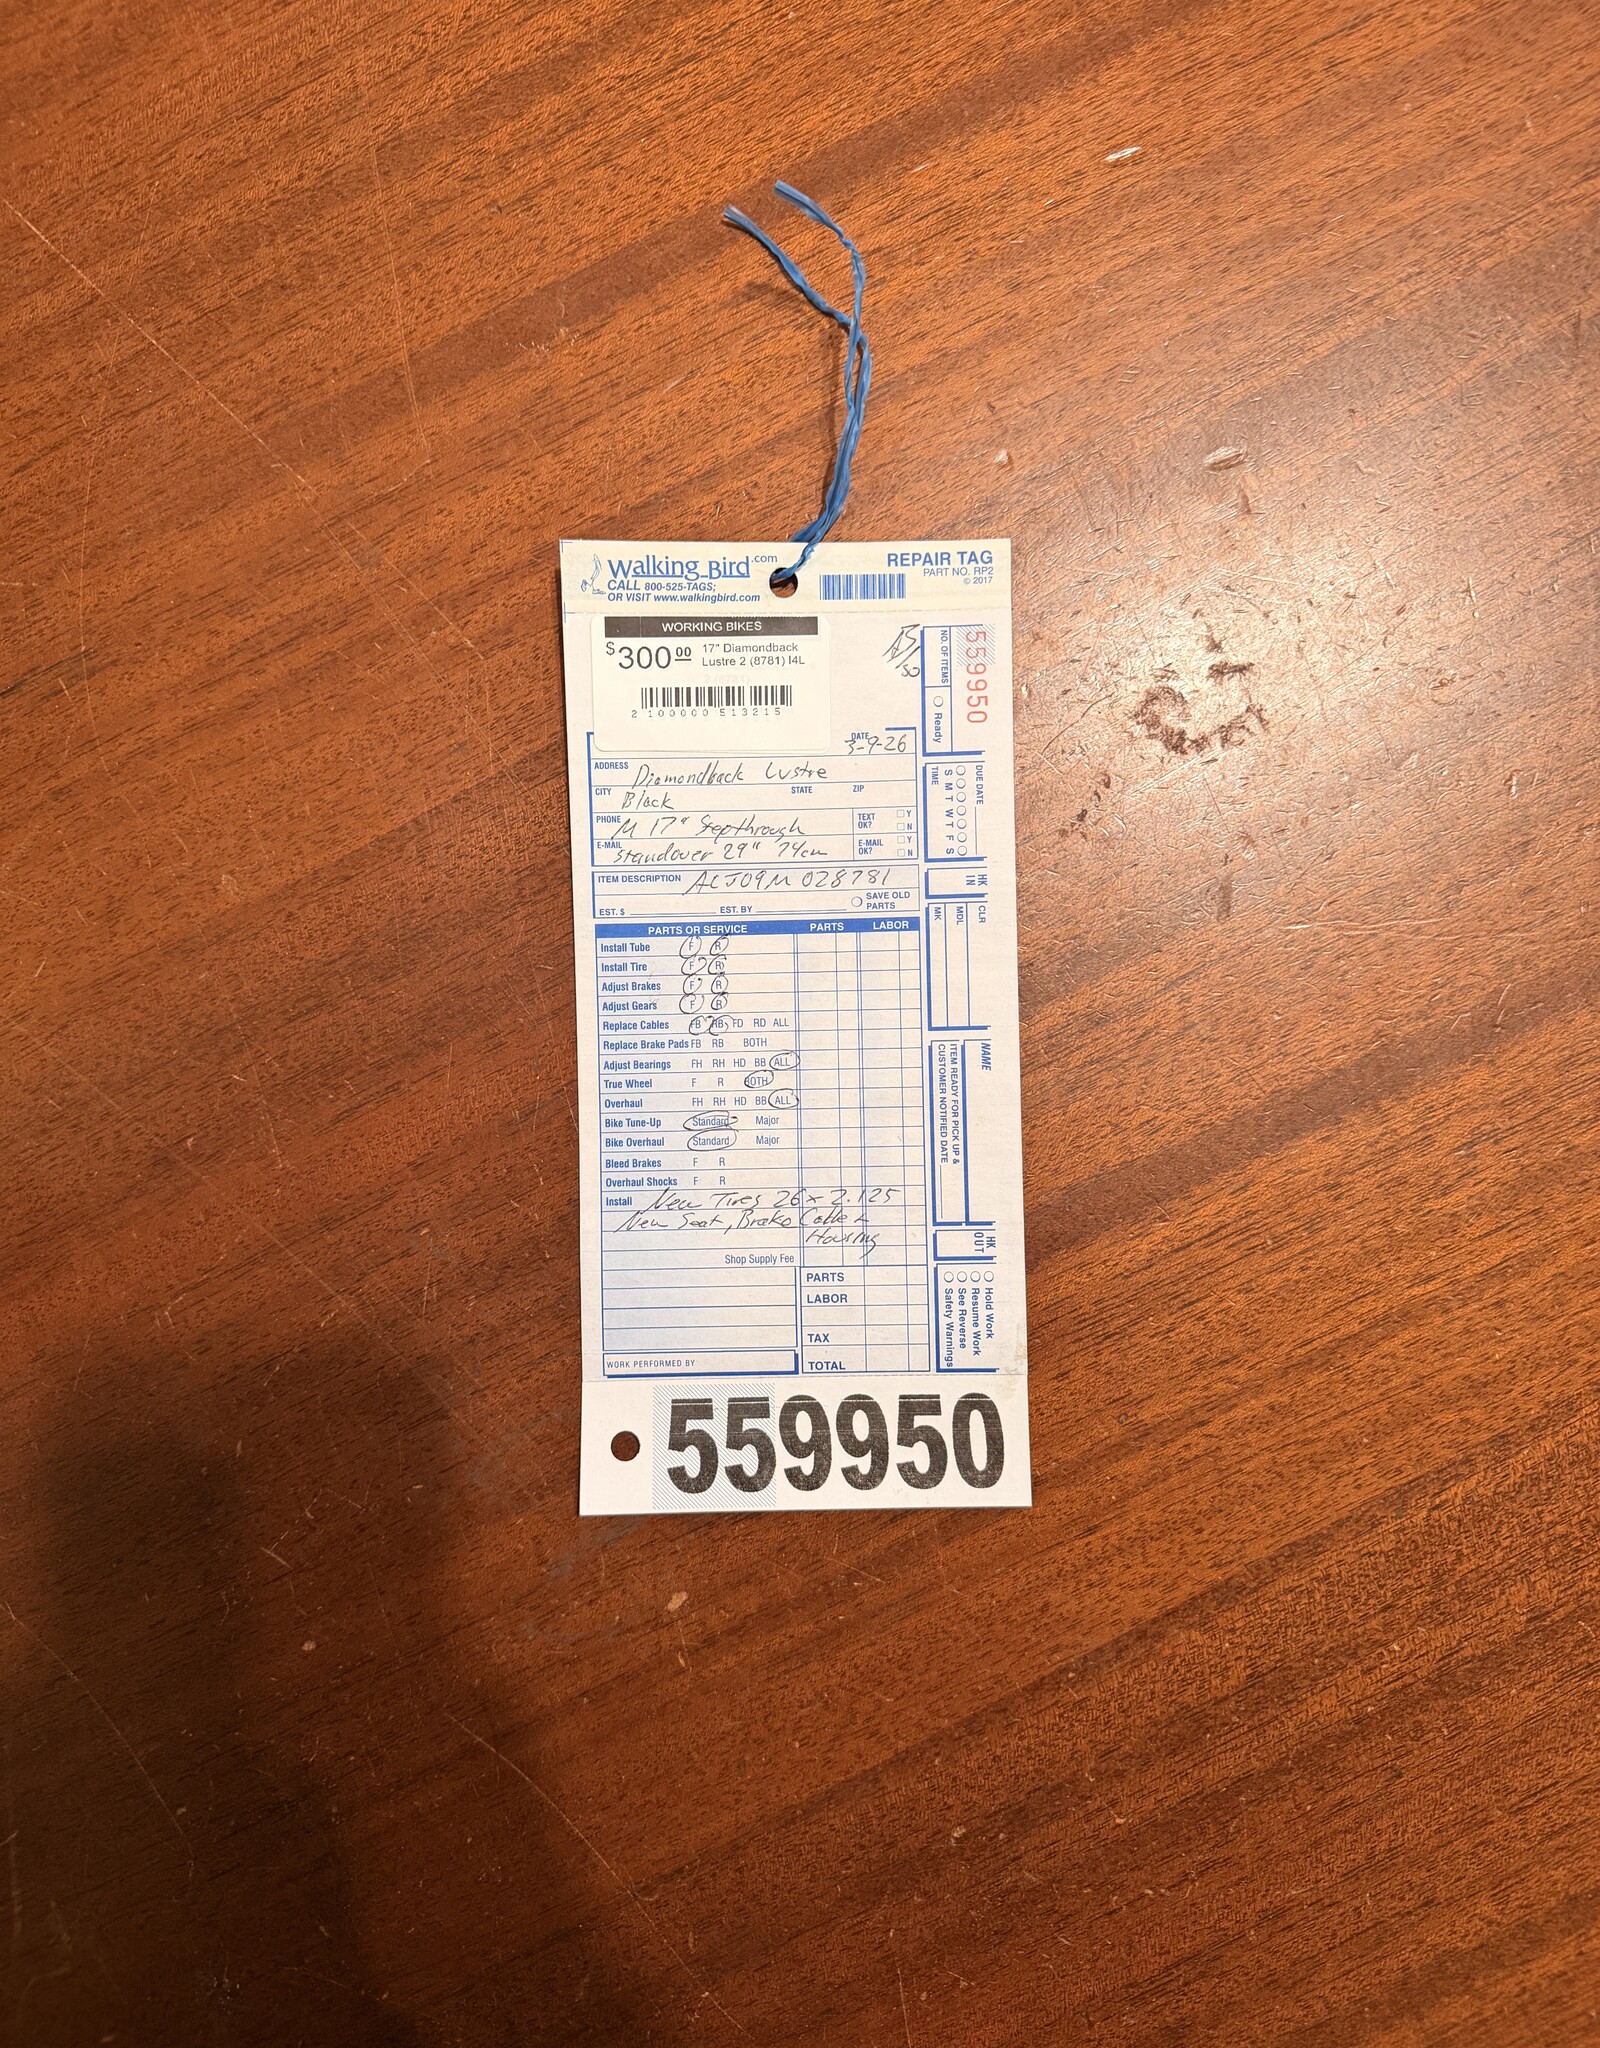 Walking Bird.com
CALL 800-525-TAGS;
OR VISIT www.walkingbird.com
REPAIR TAG
PART NO. RP2
© 2017
WORKING BIKES
$300.00
17" Diamondback
Lustre 2 (8781) I4L
2 100000 513215
DATE
3-9-26
ADDRESS Diamondback Lustre
CITY Black STATE ZIP
PHONE M 17" Stepthrough TEXT OK? Y N
E-MAIL Standover 29" 74cm E-MAIL OK? Y N
ITEM DESCRIPTION ACJ09M 028781
EST. $ EST. BY SAVE OLD PARTS
PARTS OR SERVICE PARTS LABOR
Install Tube F R
Install Tire F R
Adjust Brakes F R
Adjust Gears F R
Replace Cables FB RB FD RD ALL
Replace Brake Pads FB RB BOTH
Adjust Bearings FH RH HD BB ALL
True Wheel F R BOTH
Overhaul FH RH HD BB ALL
Bike Tune-Up Standard Major
Bike Overhaul Standard Major
Bleed Brakes F R
Overhaul Shocks F R
Install New Tires 26 x 2.125
New Seat, Brake Cable +
Housing
Shop Supply Fee
PARTS
LABOR
TAX
TOTAL
WORK PERFORMED BY
559950
NO. OF ITEMS
Ready
DUE DATE
S M T W T F S
TIME
HK IN
CLR
MDL
MK
NAME
ITEM READY FOR PICK UP &
CUSTOMER NOTIFIED DATE
HK OUT
Hold Work
Resume Work
See Reverse
Safety Warnings
559950